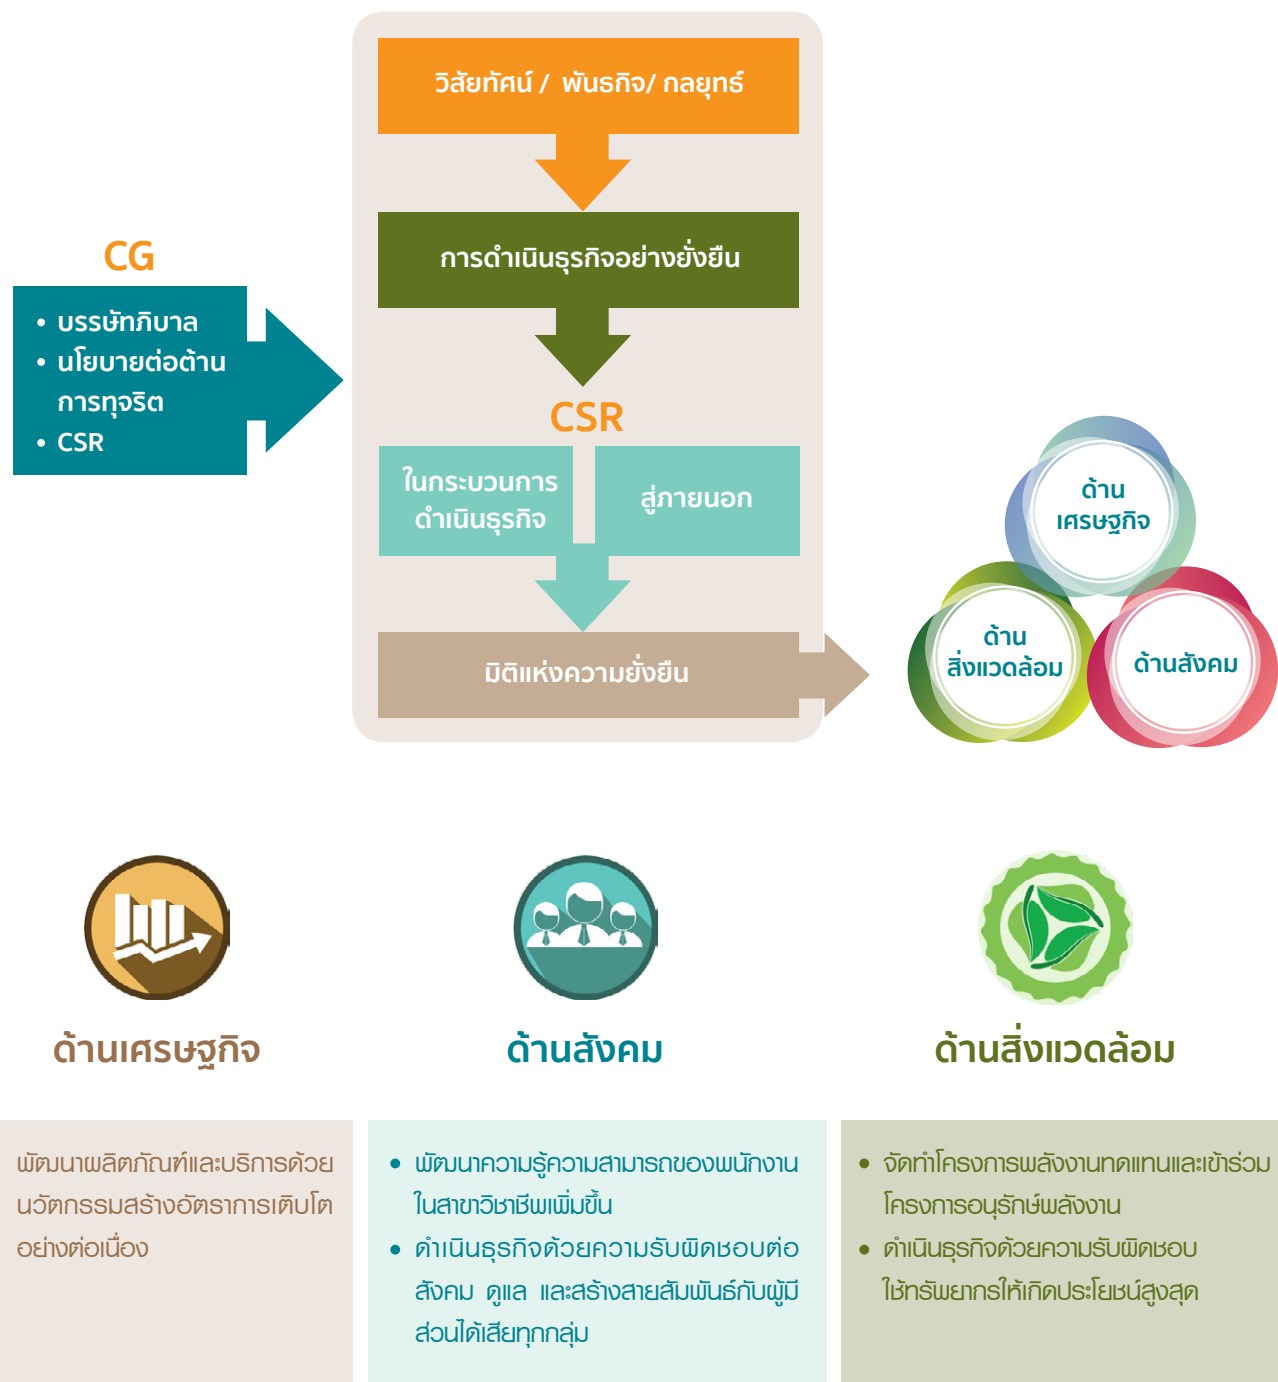 วิสัยทัศน์ / พันธกิจ/ กลยุทธ์
การดำเนินธุรกิจอย่างยั่งยืน
CG
• บรรษัทภิบาล
• นโยบายต่อต้าน
การทุจริต
• CSR
CSR
ในกระบวนการ
ดำเนินธุรกิจ
สู่ภายนอก
มิติแห่งความยั่งยืน
ด้าน
เศรษฐกิจ
ด้าน
สิ่งแวดล้อม
ด้านสังคม
ด้านเศรษฐกิจ
พัฒนาผลิตภัณฑ์และบริการด้วย
นวัตกรรมสร้างอัตราการเติบโต
อย่างต่อเนื่อง
ด้านสังคม
• พัฒนาความรู้ความสามารถของพนักงาน
ในสาขาวิชาชีพเพิ่มขึ้น
• ดำเนินธุรกิจด้วยความรับผิดชอบต่อ
สังคม ดูแล และสร้างสายสัมพันธ์กับผู้มี
ส่วนได้เสียทุกกลุ่ม
ด้านสิ่งแวดล้อม
• จัดทำโครงการพลังงานทดแทนและเข้าร่วม
โครงการอนุรักษ์พลังงาน
• ดำเนินธุรกิจด้วยความรับผิดชอบ
ใช้ทรัพยากรให้เกิดประโยชน์สูงสุด